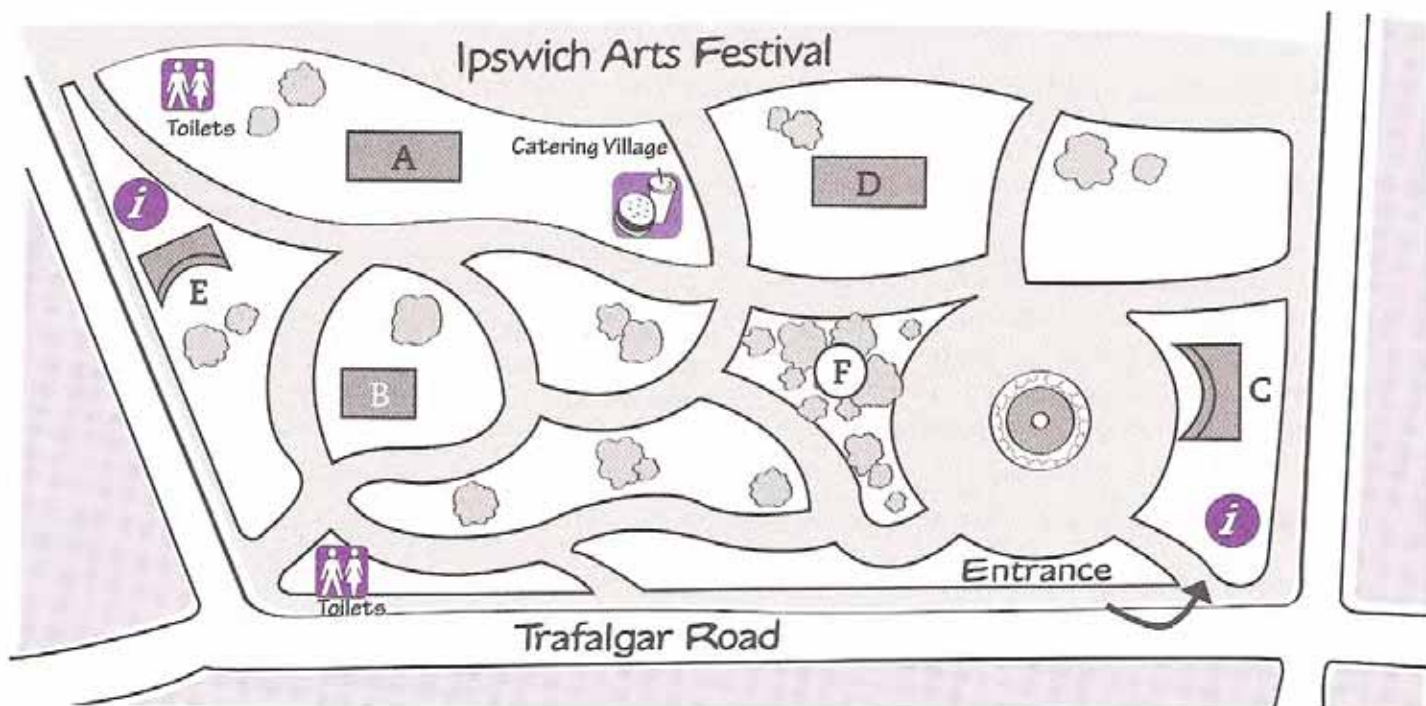 Ipswich Arts Festival
Toilets
A
Catering Village
D
i
E
B
F
C
i
Entrance
Toilets
Trafalgar Road